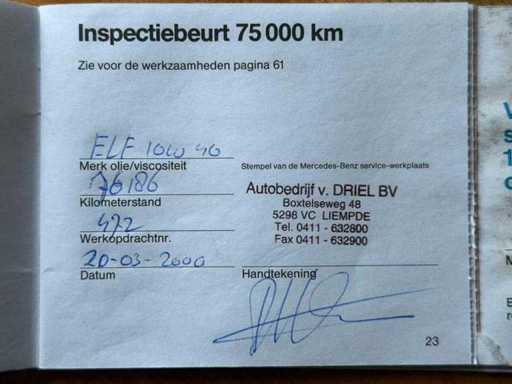 Inspectiebeurt 75 000 km
Zie voor de werkzaamheden pagina 61
ELF 10W 40
Merk olie/viscositeit
76186
Kilometerstand
472
Werkopdrachtnr.
20-03-2000
Datum
Stempel van de Mercedes-Benz service-werkplaats
Autobedrijf v. DRIEL BV
Boxtelseweg 48
5298 VC LIEMPDE
Tel. 0411 - 632800
Fax 0411 - 632900
Handtekening
23